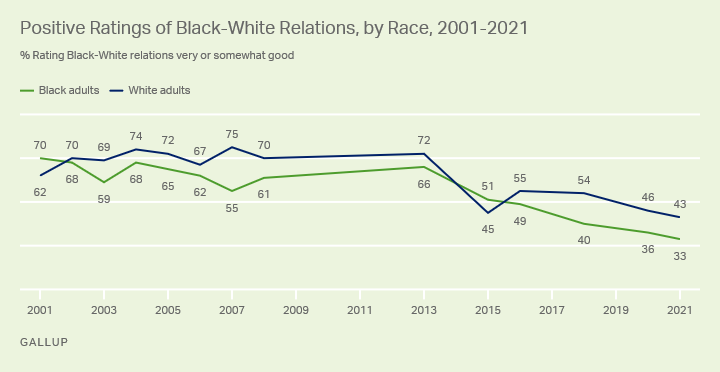 Positive Ratings of Black-White Relations, by Race, 2001-2021
% Rating Black-White relations very or somewhat good
Black adults White adults
70 70 69 74 72 67 75 70 72 51 55 54 46 43
62 68 59 68 65 62 55 61 66 45 49 40 36 33
2001 2003 2005 2007 2009 2011 2013 2015 2017 2019 2021
GALLUP